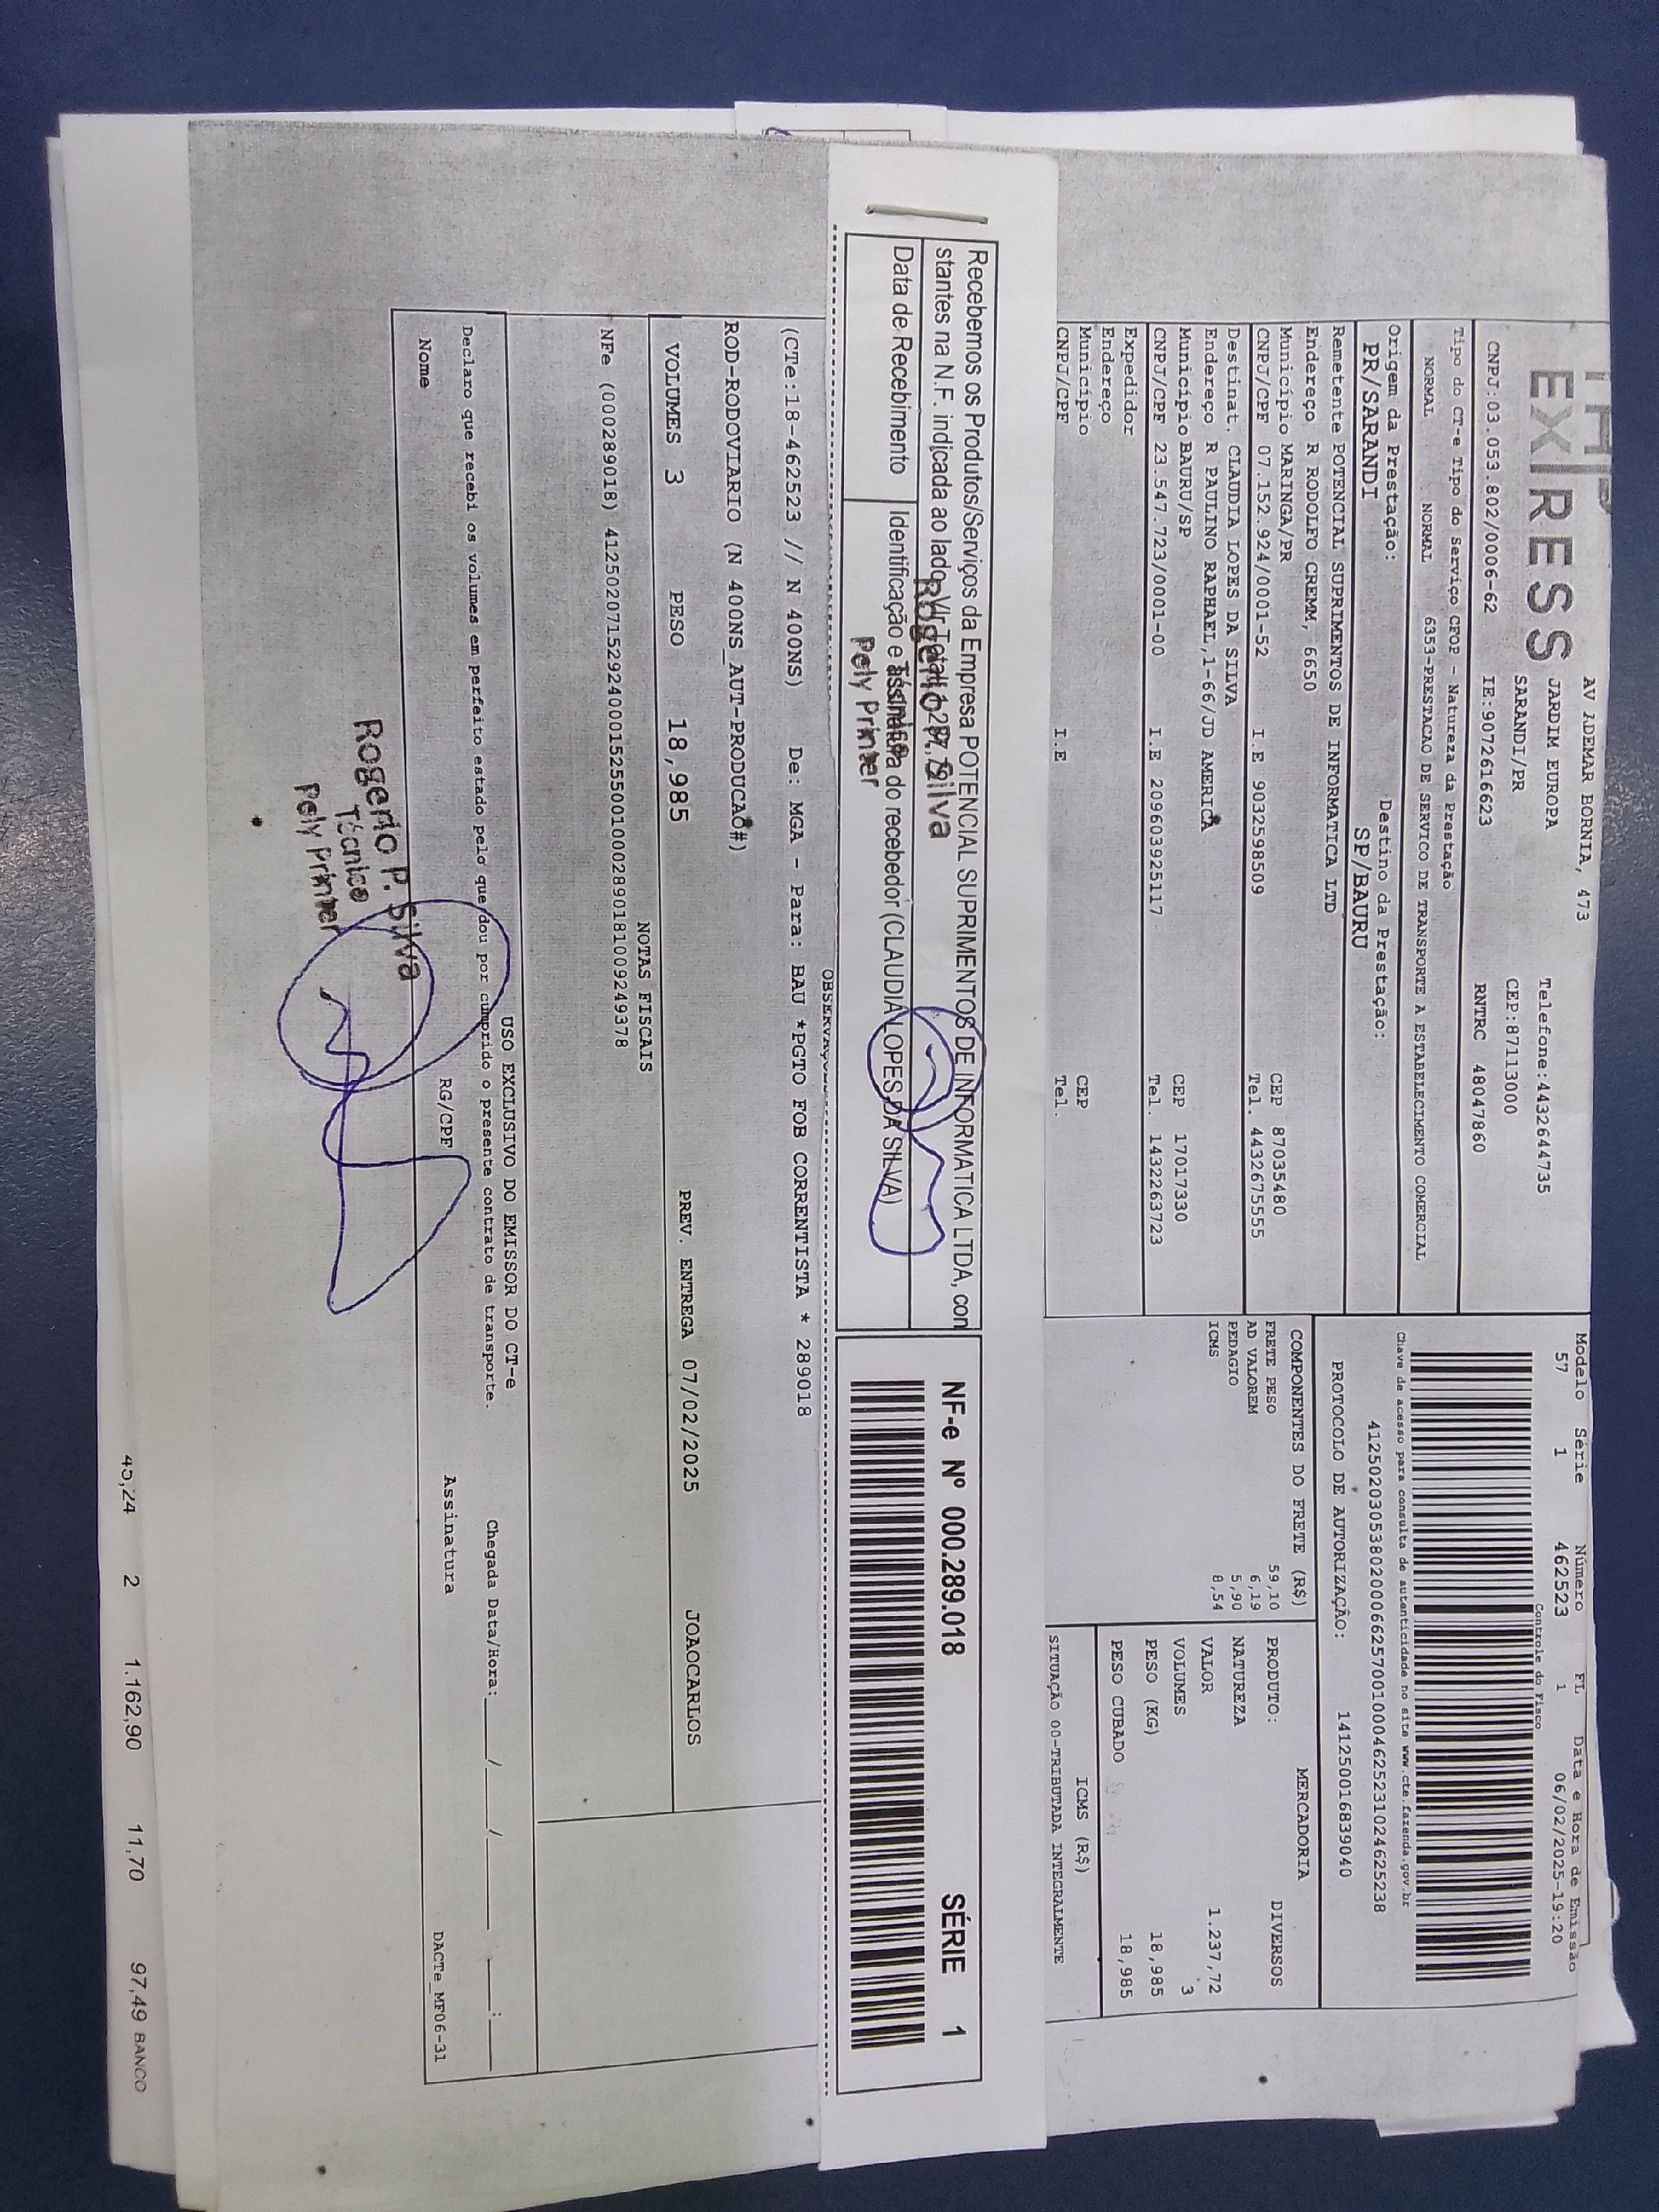 EXPRESS
AV ADEMAR BORNIA, 473
JARDIM EUROPA
SARANDI/PR
Telefone:4432644735
CEP:87113000
CNPJ:03.053.802/0006-62 IE:9072616623 RNTRC 48047860
Modelo Série Número FL Data e Hora de Emissão
57 1 462523 1 06/02/2025-19:20
Controle do Fisco
Tipo do CT-e Tipo do Serviço CFOP - Natureza da Prestação
NORMAL NORMAL 6353-PRESTACAO DE SERVICO DE TRANSPORTE A ESTABELECIMENTO COMERCIAL
Chave de acesso para consulta de autenticidade no site www.cte.fazenda.gov.br
41250203053802000662570010004625231024625238
Origem da Prestação: Destino da Prestação:
PR/SARANDI SP/BAURU
PROTOCOLO DE AUTORIZAÇÃO: 141250016839040
Remetente POTENCIAL SUPRIMENTOS DE INFORMATICA LTD
Endereço R RODOLFO CREMM, 6650
Município MARINGA/PR CEP 87035480
CNPJ/CPF 07.152.924/0001-52 I.E 9032598509 Tel. 4432675555
Destinat. CLAUDIA LOPES DA SILVA
Endereço R PAULINO RAPHAEL,1-66/JD AMERICA
Município BAURU/SP CEP 17017330
CNPJ/CPF 23.547.723/0001-00 I.E 209603925117 Tel. 1432263723
Expedidor
Endereço
Município CEP
CNPJ/CPF I.E Tel.
COMPONENTES DO FRETE (R$)
FRETE PESO 59,10
AD VALOREM 6,19
PEDAGIO 5,90
ICMS 8,54
MERCADORIA
PRODUTO: DIVERSOS
NATUREZA
VALOR 1.237,72
VOLUMES 3
PESO (KG) 18,985
PESO CUBADO 18,985
ICMS (R$)
SITUAÇÃO 00-TRIBUTADA INTEGRALMENTE
Recebemos os Produtos/Serviços da Empresa POTENCIAL SUPRIMENTOS DE INFORMATICA LTDA, con
stantes na N.F. indicada ao lado
Rogerio P. Silva
Data de Recebimento Identificação e assinatura do recebedor (CLAUDIA LOPES DA SILVA)
Pely Printer
NF-e Nº 000.289.018 SÉRIE 1
(CTe:18-462523 // N 400NS) De: MGA - Para: BAU *PGTO FOB CORRENTISTA * 289018
ROD-RODOVIARIO (N 400NS_AUT-PRODUCAO#)
VOLUMES 3 PESO 18,985 PREV. ENTREGA 07/02/2025 JOAOCARLOS
NOTAS FISCAIS
NFe (000289018) 41250207152924000152550010002890181009249378
USO EXCLUSIVO DO EMISSOR DO CT-e
Declaro que recebi os volumes em perfeito estado pelo que dou por cumprido o presente contrato de transporte. Chegada Data/Hora: ____/____/______ ____:____
Nome RG/CPF Assinatura DACTe_MF06-31
Rogerio P. Silva
Técnico
Pely Printer
45,24 2 1.162,90 11,70 97,49 BANCO